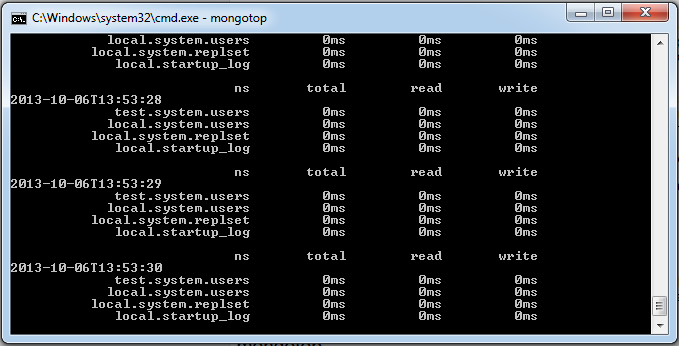 C:\Windows\system32\cmd.exe - mongotop
local.system.users 0ms 0ms 0ms
local.system.replset 0ms 0ms 0ms
local.startup_log 0ms 0ms 0ms
ns total read write
2013-10-06T13:53:28
test.system.users 0ms 0ms 0ms
local.system.users 0ms 0ms 0ms
local.system.replset 0ms 0ms 0ms
local.startup_log 0ms 0ms 0ms
ns total read write
2013-10-06T13:53:29
test.system.users 0ms 0ms 0ms
local.system.users 0ms 0ms 0ms
local.system.replset 0ms 0ms 0ms
local.startup_log 0ms 0ms 0ms
ns total read write
2013-10-06T13:53:30
test.system.users 0ms 0ms 0ms
local.system.users 0ms 0ms 0ms
local.system.replset 0ms 0ms 0ms
local.startup_log 0ms 0ms 0ms